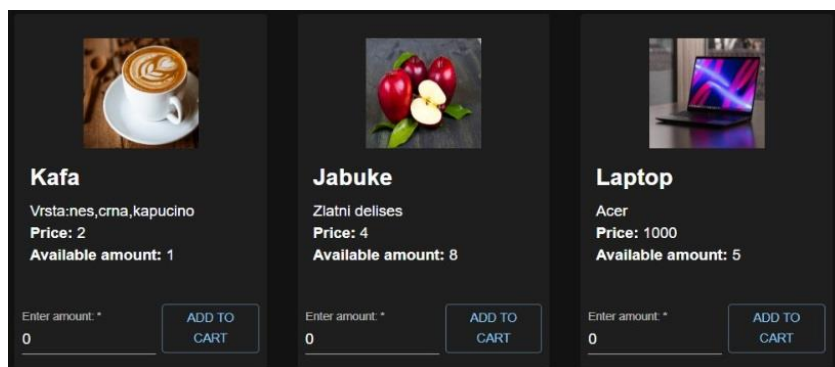 Kafa
Vrsta:nes,crna,kapucino
Price: 2
Available amount: 1
Enter amount: *
0
ADD TO
CART
Jabuke
Zlatni delises
Price: 4
Available amount: 8
Enter amount: *
0
ADD TO
CART
Laptop
Acer
Price: 1000
Available amount: 5
Enter amount: *
0
ADD TO
CART